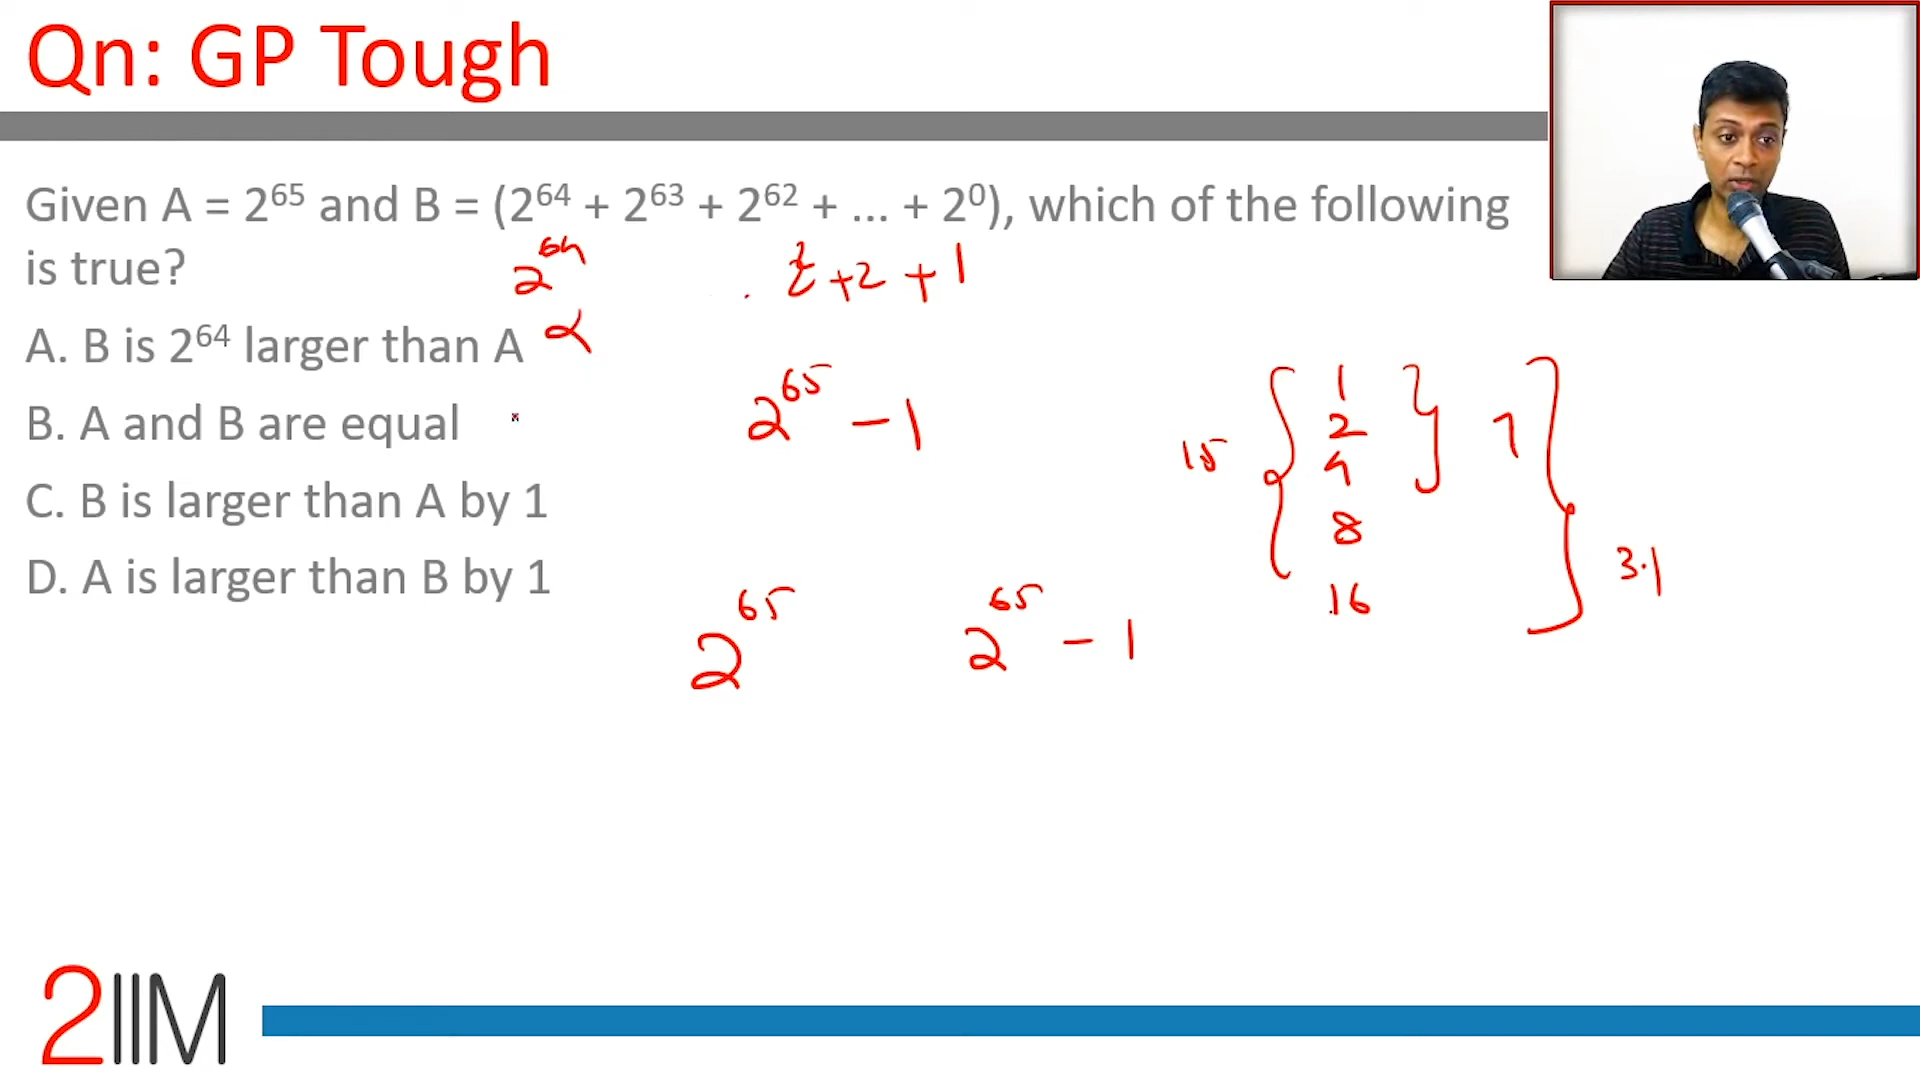 Qn: GP Tough
Given A = 2⁶⁵ and B = (2⁶⁴ + 2⁶³ + 2⁶² + ... + 2⁰), which of the following
is true?
2⁶⁴ . 2² + 2 + 1
A. B is 2⁶⁴ larger than A
2⁶⁵ − 1
B. A and B are equal
C. B is larger than A by 1
D. A is larger than B by 1
2⁶⁵ 2⁶⁵ − 1
15
1
2
4
8
16
7
31
2IIM